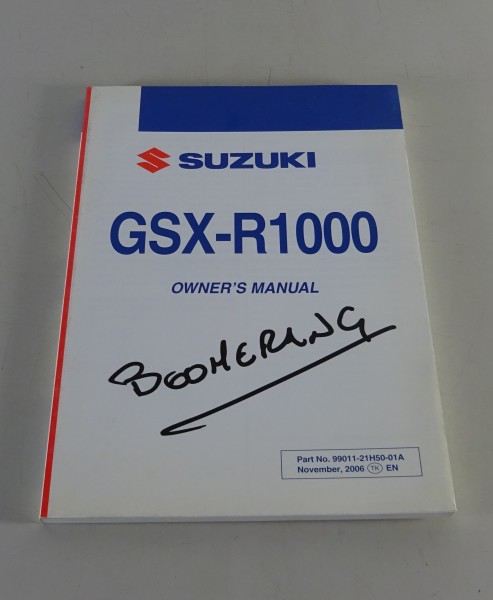 SUZUKI
GSX-R1000
OWNER'S MANUAL
BOOMERANG
Part No. 99011-21H50-01A
November, 2006 TK EN